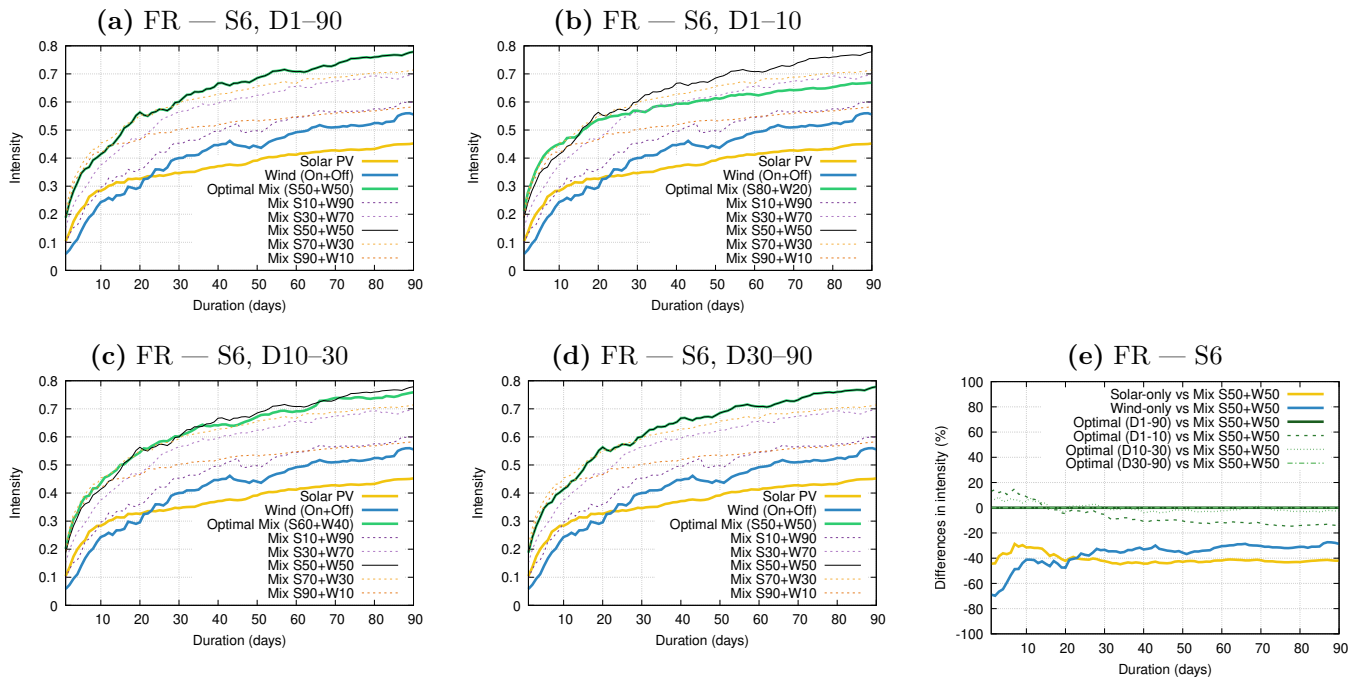 (a) FR — S6, D1–90
0.8
0.7
0.6
0.5
0.4
0.3
0.2
0.1
0
Intensity
10 20 30 40 50 60 70 80 90
Duration (days)
Solar PV
Wind (On+Off)
Optimal Mix (S50+W50)
Mix S10+W90
Mix S30+W70
Mix S50+W50
Mix S70+W30
Mix S90+W10
(b) FR — S6, D1–10
0.8
0.7
0.6
0.5
0.4
0.3
0.2
0.1
0
Intensity
10 20 30 40 50 60 70 80 90
Duration (days)
Solar PV
Wind (On+Off)
Optimal Mix (S80+W20)
Mix S10+W90
Mix S30+W70
Mix S50+W50
Mix S70+W30
Mix S90+W10
(c) FR — S6, D10–30
0.8
0.7
0.6
0.5
0.4
0.3
0.2
0.1
0
Intensity
10 20 30 40 50 60 70 80 90
Duration (days)
Solar PV
Wind (On+Off)
Optimal Mix (S60+W40)
Mix S10+W90
Mix S30+W70
Mix S50+W50
Mix S70+W30
Mix S90+W10
(d) FR — S6, D30–90
0.8
0.7
0.6
0.5
0.4
0.3
0.2
0.1
0
Intensity
10 20 30 40 50 60 70 80 90
Duration (days)
Solar PV
Wind (On+Off)
Optimal Mix (S50+W50)
Mix S10+W90
Mix S30+W70
Mix S50+W50
Mix S70+W30
Mix S90+W10
(e) FR — S6
100
80
60
40
20
0
-20
-40
-60
-80
-100
Differences in intensity (%)
10 20 30 40 50 60 70 80 90
Duration (days)
Solar-only vs Mix S50+W50
Wind-only vs Mix S50+W50
Optimal (D1-90) vs Mix S50+W50
Optimal (D1-10) vs Mix S50+W50
Optimal (D10-30) vs Mix S50+W50
Optimal (D30-90) vs Mix S50+W50